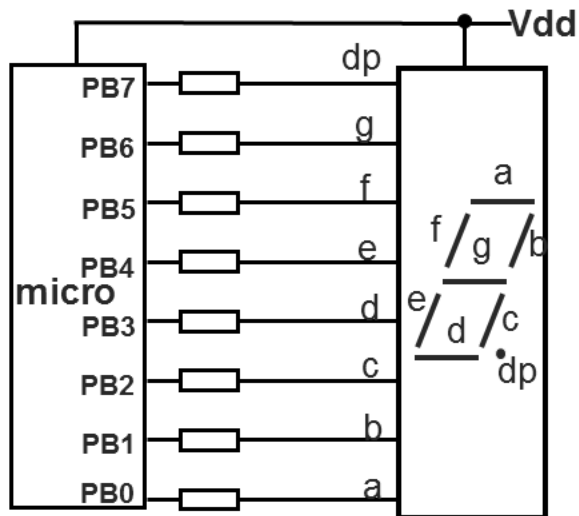 Vdd
PB7 dp
PB6 g
PB5 f
PB4 e
micro
PB3 d
PB2 c
PB1 b
PB0 a
a
f g b
e d c
dp